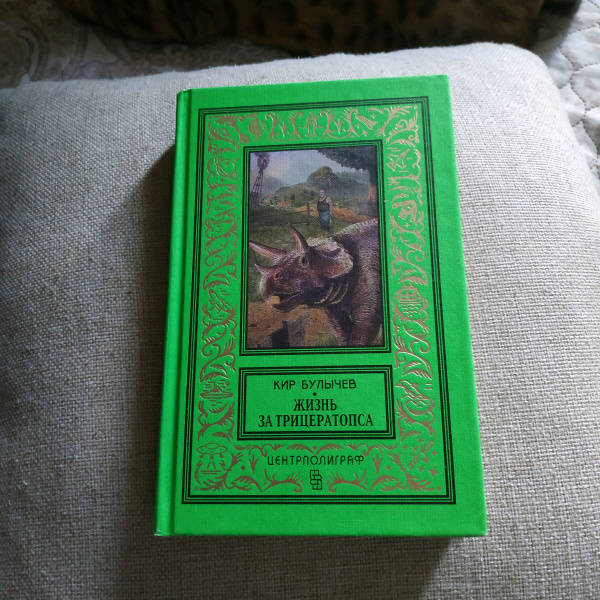 КИР БУЛЫЧЕВ
ЖИЗНЬ
ЗА ТРИЦЕРАТОПСА
ЦЕНТРПОЛИГРАФ